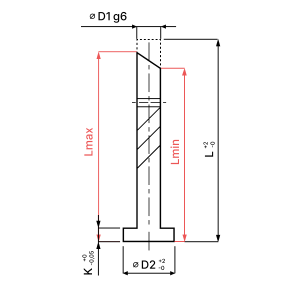 ⌀ D1 g6
Lmax
Lmin
L +2 -0
K +0 -0,05
⌀ D2 +2 -0